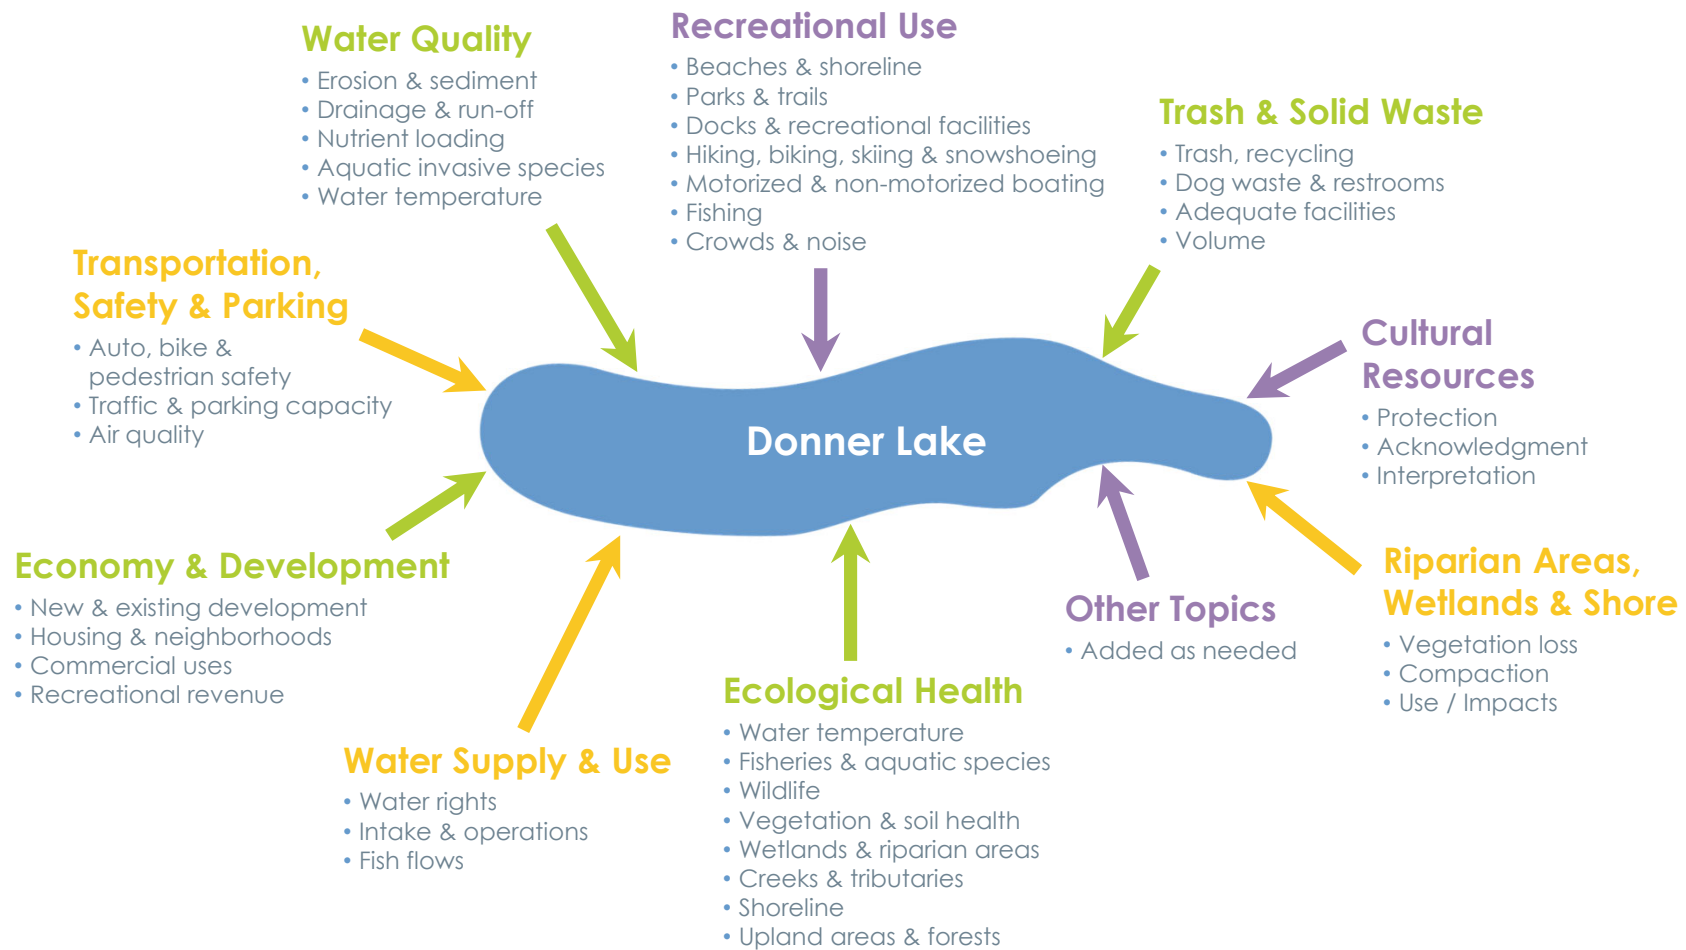 Water Quality
• Erosion & sediment
• Drainage & run-off
• Nutrient loading
• Aquatic invasive species
• Water temperature
Recreational Use
• Beaches & shoreline
• Parks & trails
• Docks & recreational facilities
• Hiking, biking, skiing & snowshoeing
• Motorized & non-motorized boating
• Fishing
• Crowds & noise
Trash & Solid Waste
• Trash, recycling
• Dog waste & restrooms
• Adequate facilities
• Volume
Transportation,
Safety & Parking
• Auto, bike &
pedestrian safety
• Traffic & parking capacity
• Air quality
Cultural
Resources
• Protection
• Acknowledgment
• Interpretation
Donner Lake
Economy & Development
• New & existing development
• Housing & neighborhoods
• Commercial uses
• Recreational revenue
Riparian Areas,
Wetlands & Shore
• Vegetation loss
• Compaction
• Use / Impacts
Other Topics
• Added as needed
Water Supply & Use
• Water rights
• Intake & operations
• Fish flows
Ecological Health
• Water temperature
• Fisheries & aquatic species
• Wildlife
• Vegetation & soil health
• Wetlands & riparian areas
• Creeks & tributaries
• Shoreline
• Upland areas & forests